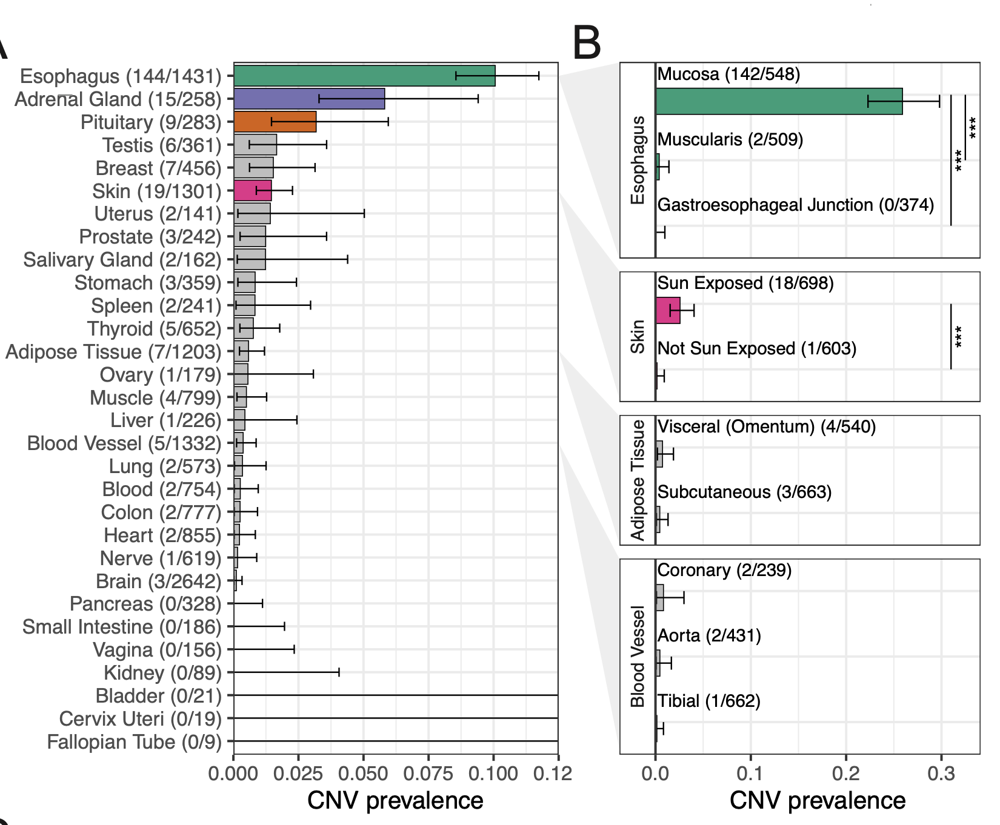 B
Esophagus (144/1431)
Adrenal Gland (15/258)
Pituitary (9/283)
Testis (6/361)
Breast (7/456)
Skin (19/1301)
Uterus (2/141)
Prostate (3/242)
Salivary Gland (2/162)
Stomach (3/359)
Spleen (2/241)
Thyroid (5/652)
Adipose Tissue (7/1203)
Ovary (1/179)
Muscle (4/799)
Liver (1/226)
Blood Vessel (5/1332)
Lung (2/573)
Blood (2/754)
Colon (2/777)
Heart (2/855)
Nerve (1/619)
Brain (3/2642)
Pancreas (0/328)
Small Intestine (0/186)
Vagina (0/156)
Kidney (0/89)
Bladder (0/21)
Cervix Uteri (0/19)
Fallopian Tube (0/9)
0.000 0.025 0.050 0.075 0.100 0.12
CNV prevalence
Esophagus
Mucosa (142/548)
Muscularis (2/509)
Gastroesophageal Junction (0/374)
***
***
Skin
Sun Exposed (18/698)
Not Sun Exposed (1/603)
***
Adipose Tissue
Visceral (Omentum) (4/540)
Subcutaneous (3/663)
Blood Vessel
Coronary (2/239)
Aorta (2/431)
Tibial (1/662)
0.0 0.1 0.2 0.3
CNV prevalence